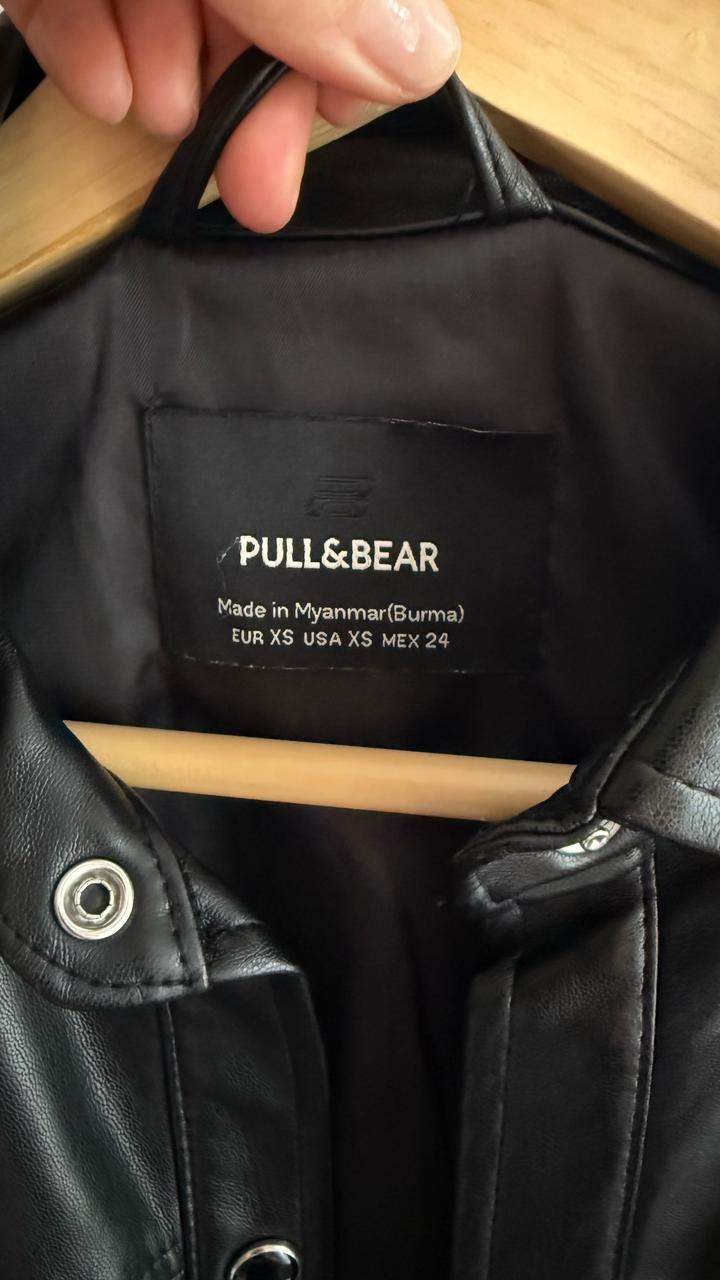 PULL&BEAR
Made in Myanmar(Burma)
EUR XS USA XS MEX 24